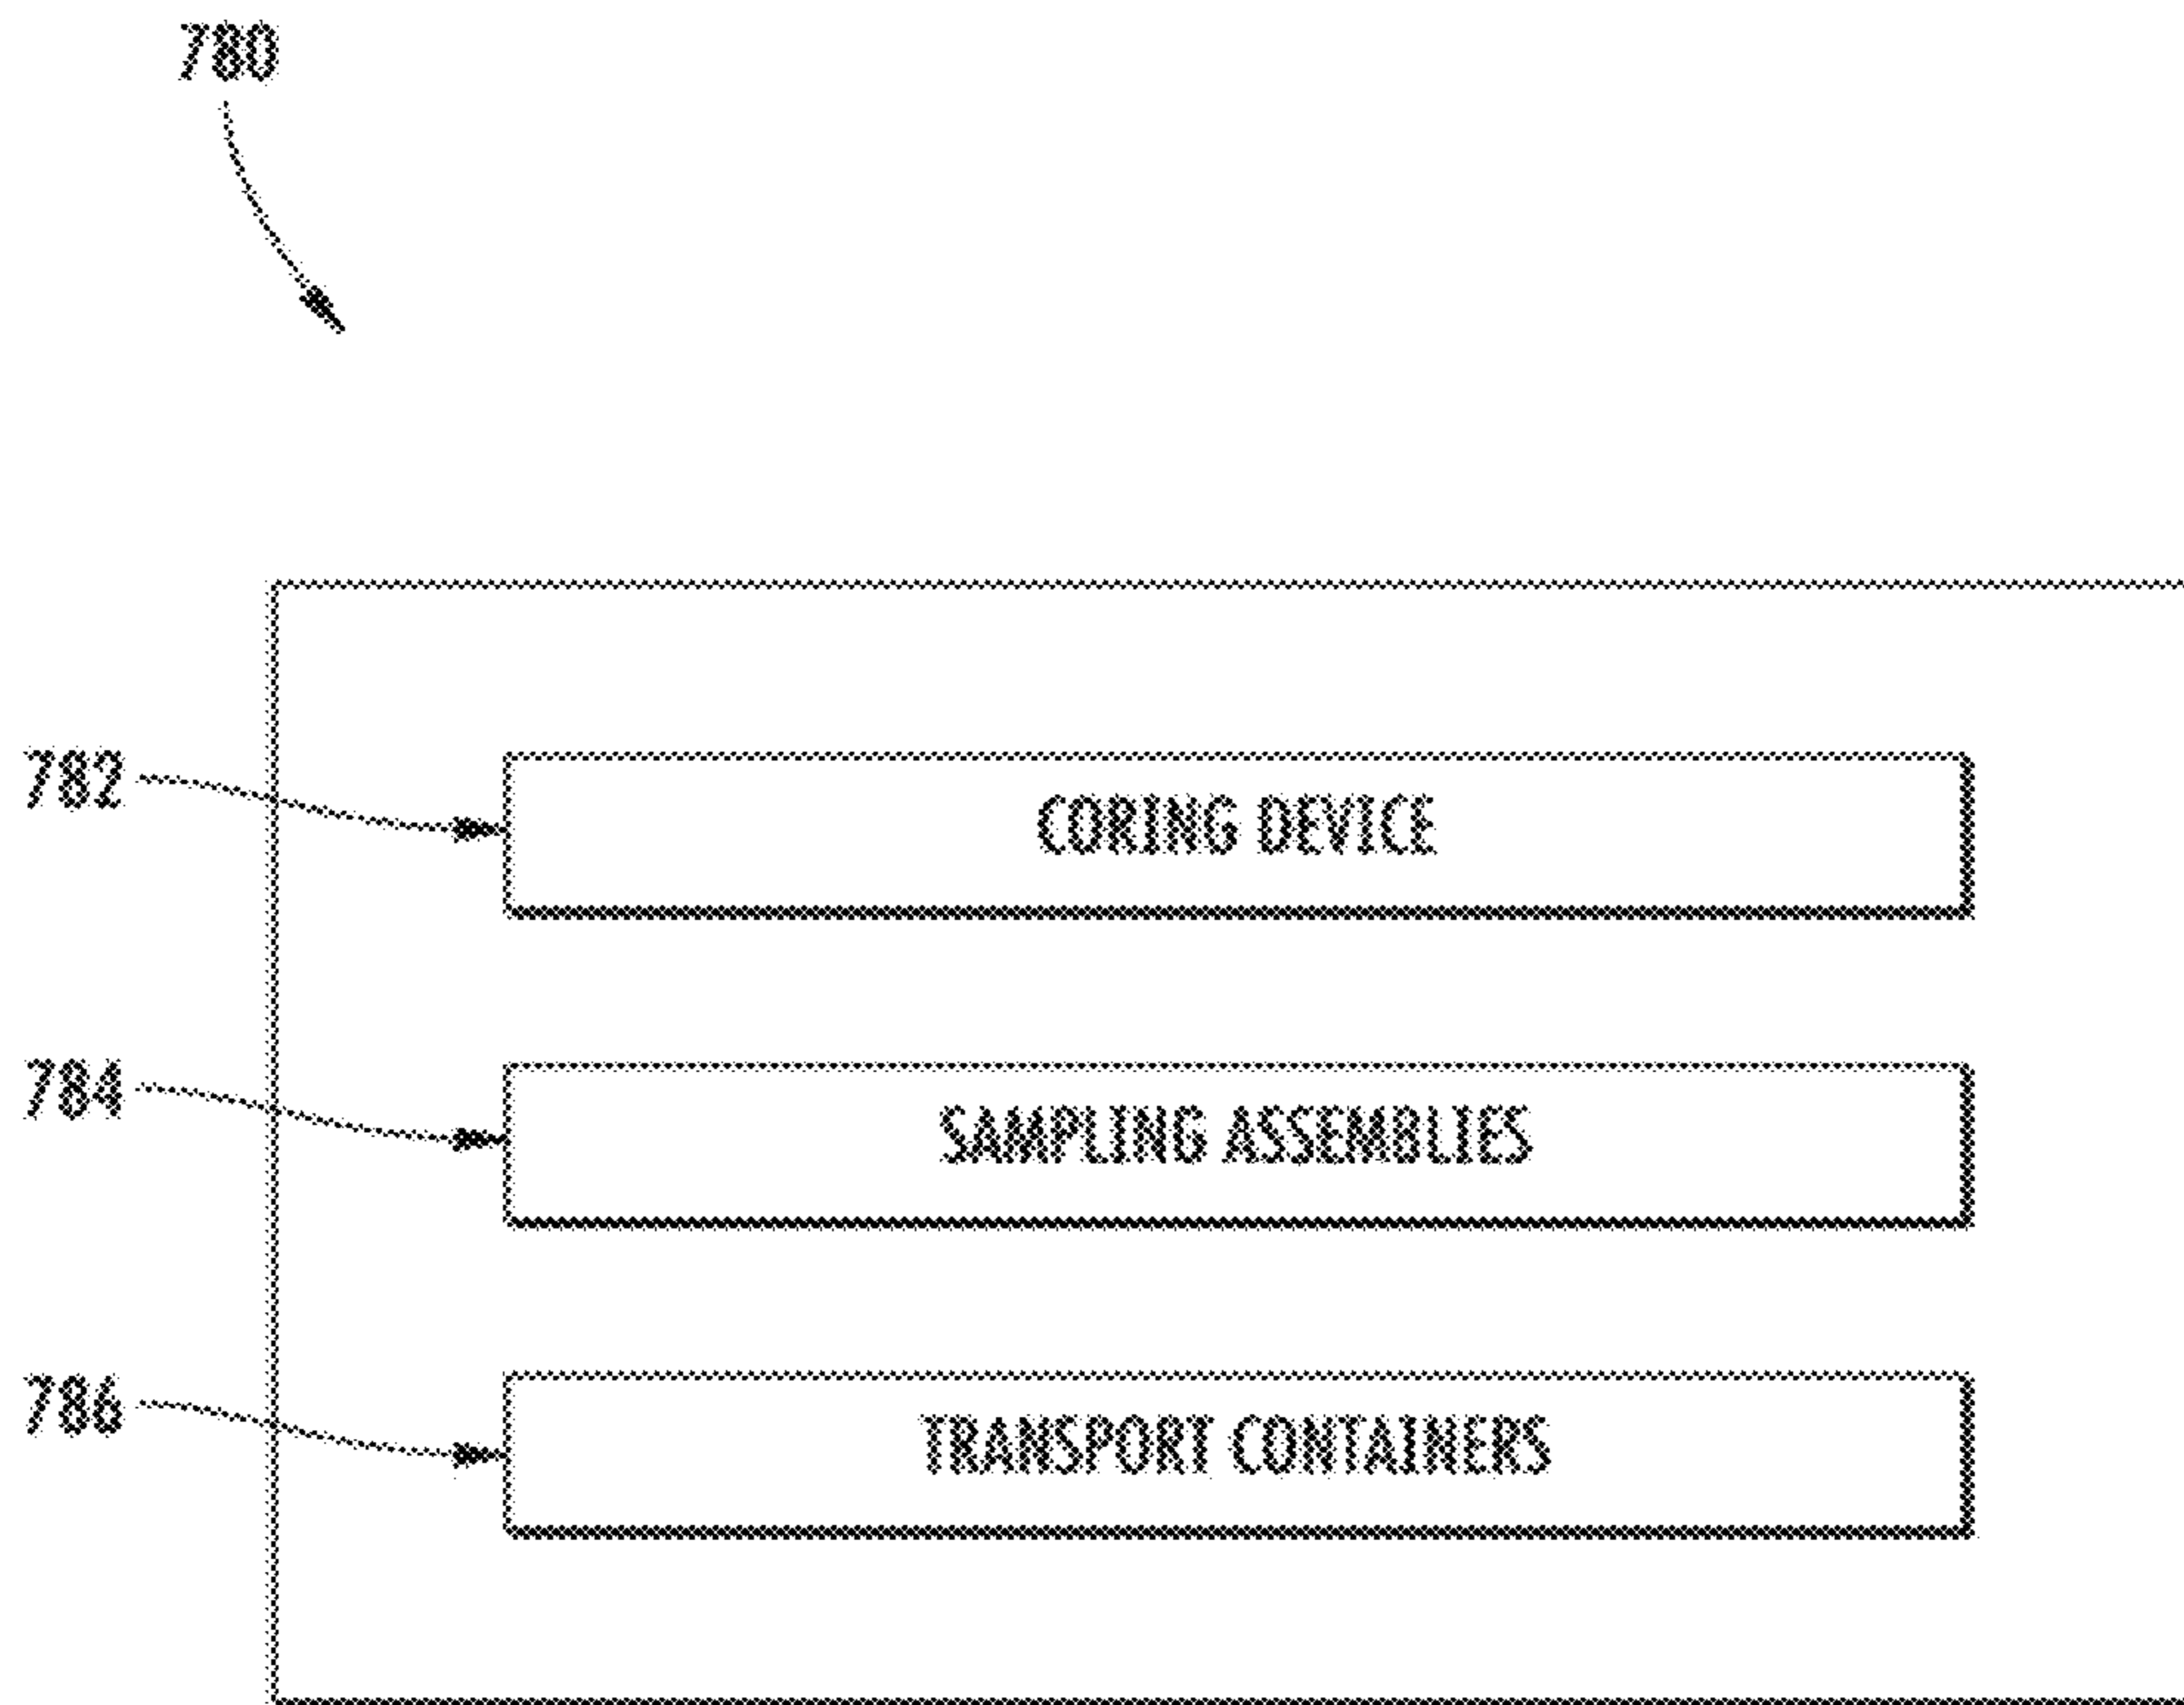 780
782
CORING DEVICE
784
SAMPLING ASSEMBLIES
786
TRANSPORT CONTAINERS